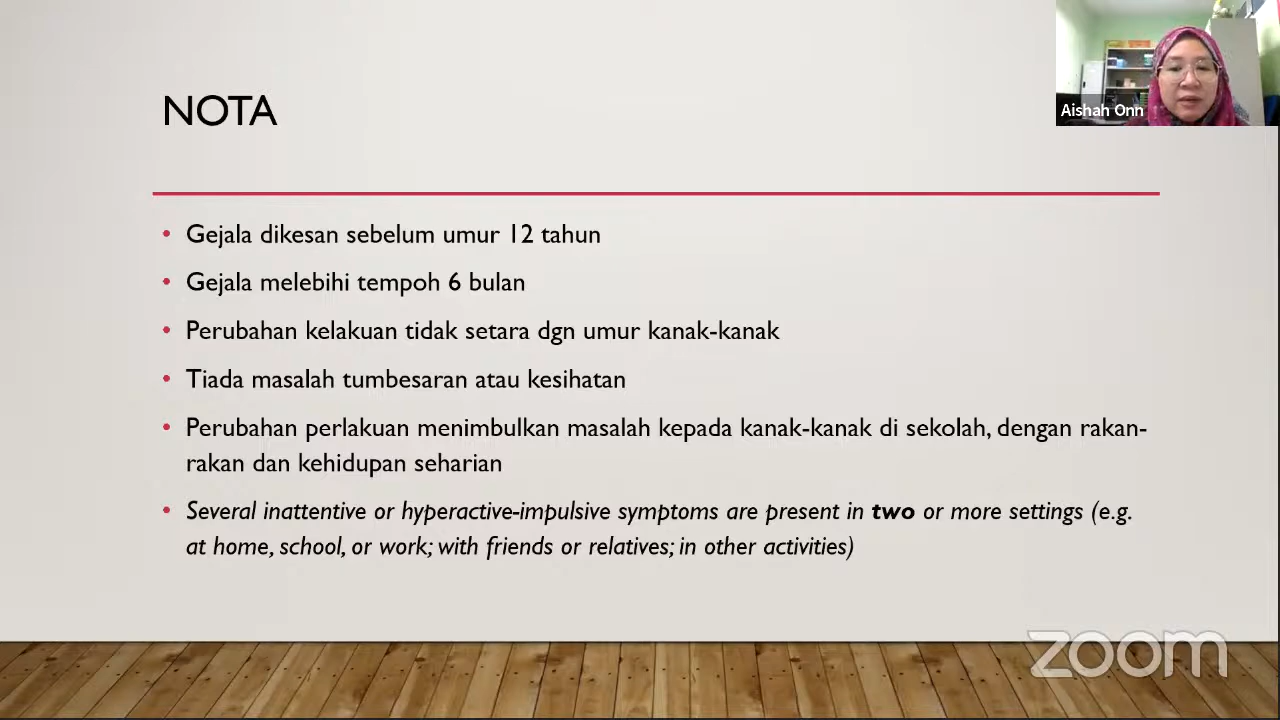 Aishah Onn
NOTA
• Gejala dikesan sebelum umur 12 tahun
• Gejala melebihi tempoh 6 bulan
• Perubahan kelakuan tidak setara dgn umur kanak-kanak
• Tiada masalah tumbesaran atau kesihatan
• Perubahan perlakuan menimbulkan masalah kepada kanak-kanak di sekolah, dengan rakan-
rakan dan kehidupan seharian
• Several inattentive or hyperactive-impulsive symptoms are present in two or more settings (e.g.
at home, school, or work; with friends or relatives; in other activities)
zoom